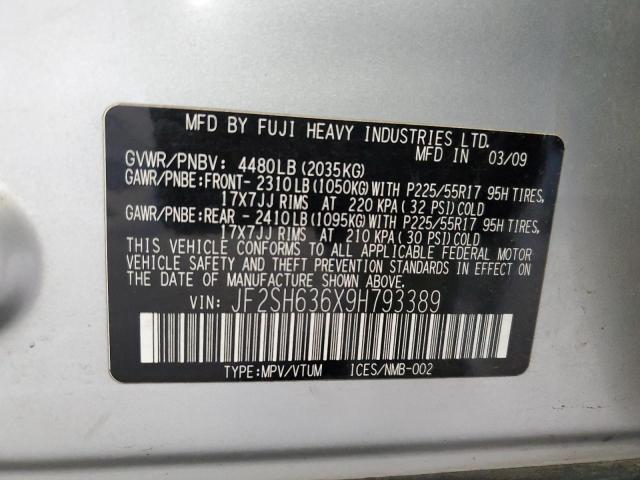 MFD BY FUJI HEAVY INDUSTRIES LTD.
MFD IN 03/09
GVWR/PNBV: 4480LB(2035KG)
GAWR/PNBE:FRONT-2310LB(1050KG)WITH P225/55R17 95H TIRES,
17X7JJ RIMS AT 220 KPA(32 PSI)COLD
GAWR/PNBE:REAR -2410LB(1095KG)WITH P225/55R17 95H TIRES,
17X7JJ RIMS AT 210 KPA(30 PSI)COLD
THIS VEHICLE CONFORMS TO ALL APPLICABLE FEDERAL MOTOR
VEHICLE SAFETY AND THEFT PREVENTION STANDARDS IN EFFECT ON
THE DATE OF MANUFACTURE SHOWN ABOVE.
VIN: JF2SH636X9H793389
TYPE:MPV/VTUM ICES/NMB-002